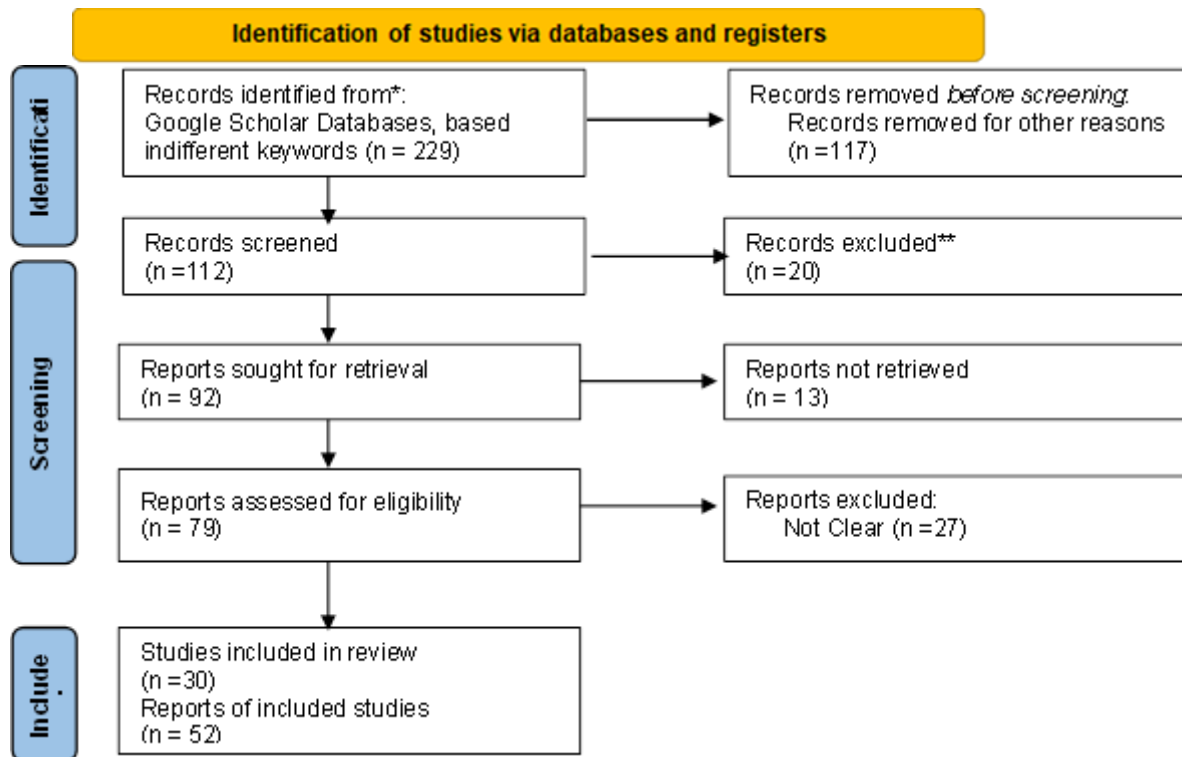 Identification of studies via databases and registers
Identificati
Records identified from*:
Google Scholar Databases, based
indifferent keywords (n = 229)
Records removed before screening:
Records removed for other reasons
(n =117)
Records screened
(n =112)
Records excluded**
(n =20)
Screening
Reports sought for retrieval
(n = 92)
Reports not retrieved
(n = 13)
Reports assessed for eligibility
(n = 79)
Reports excluded:
Not Clear (n =27)
Include
Studies included in review
(n =30)
Reports of included studies
(n = 52)